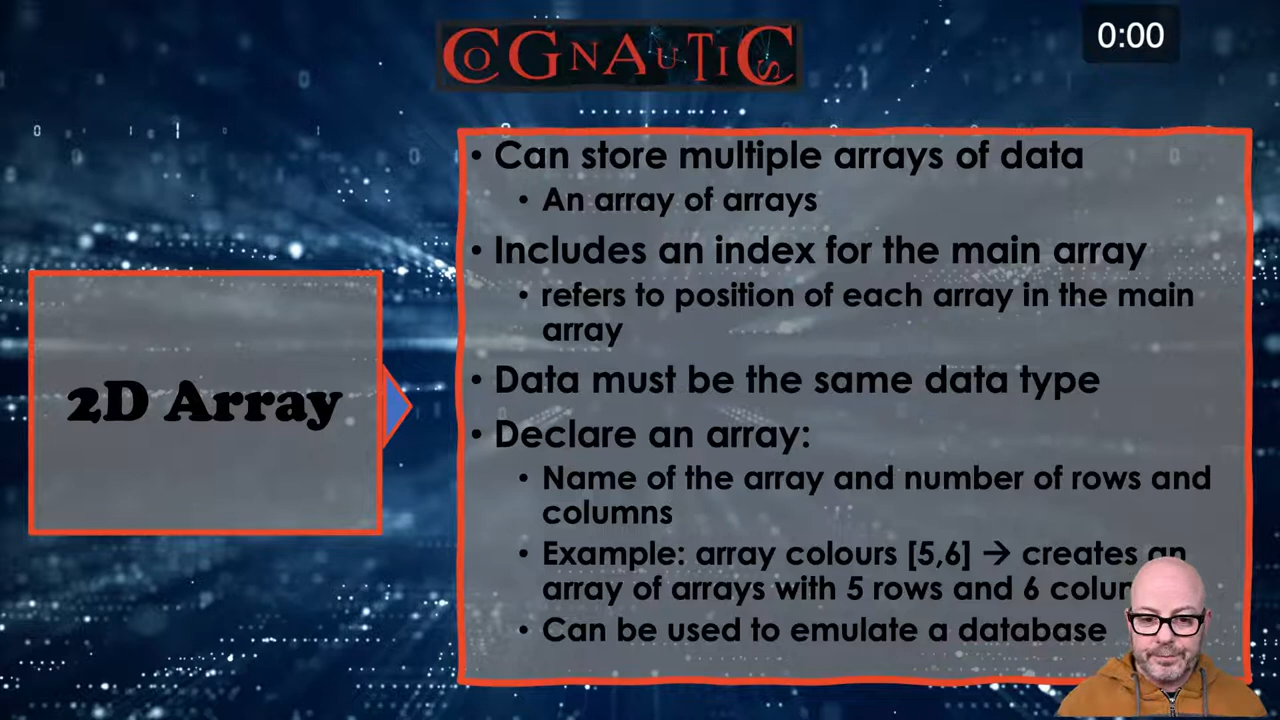 COGNAUTICS
0:00
• Can store multiple arrays of data
• An array of arrays
• Includes an index for the main array
• refers to position of each array in the main
array
2D Array
• Data must be the same data type
• Declare an array:
• Name of the array and number of rows and
columns
• Example: array colours [5,6] → creates an
array of arrays with 5 rows and 6 colum
• Can be used to emulate a database